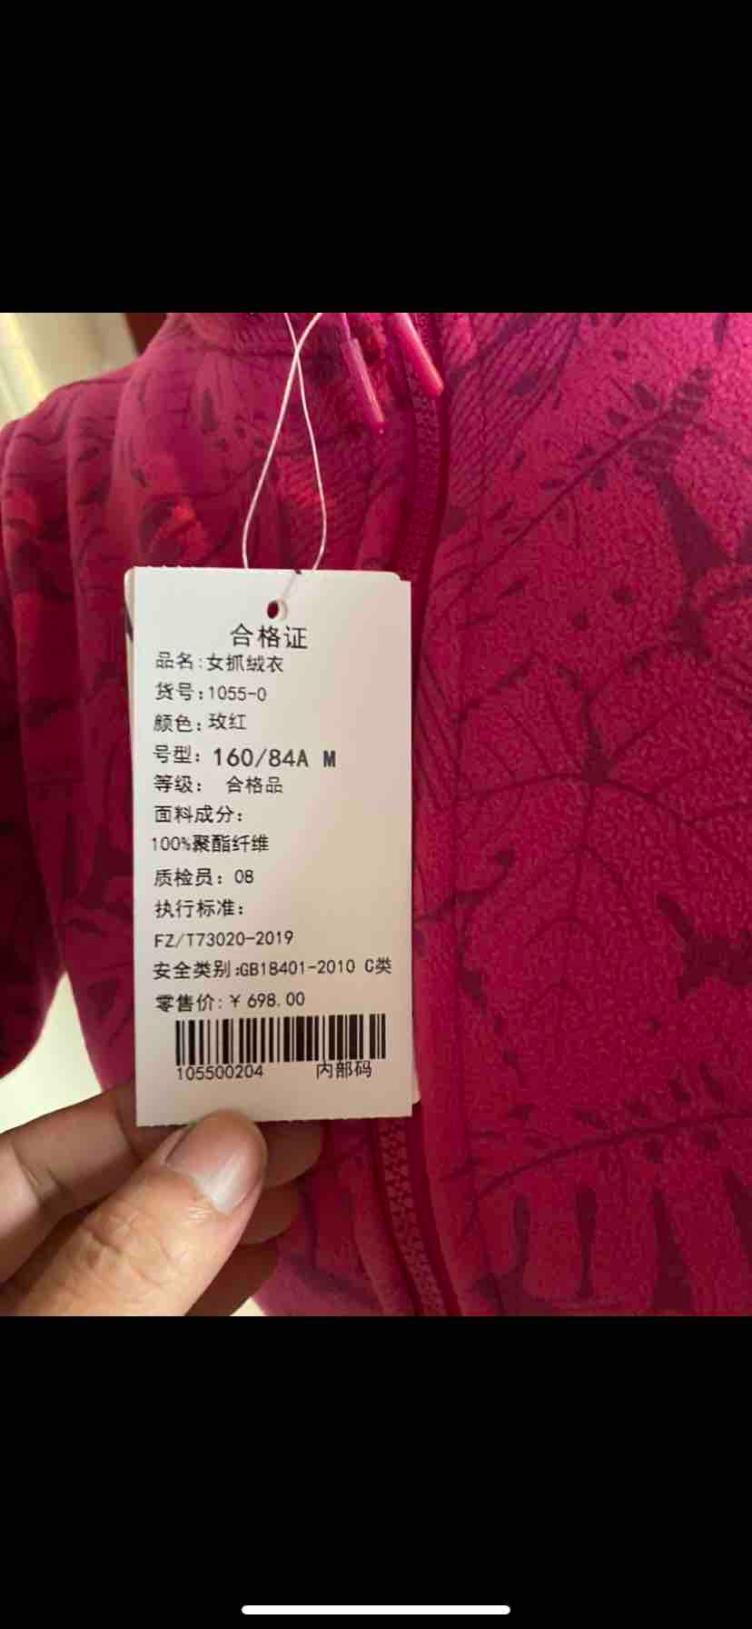 合格证
品名:女抓绒衣
货号:1055-0
颜色:玫红
号型: 160/84A M
等级: 合格品
面料成分:
100%聚酯纤维
质检员: 08
执行标准:
FZ/T73020-2019
安全类别:GB18401-2010 C类
零售价:¥ 698.00
105500204 内部码